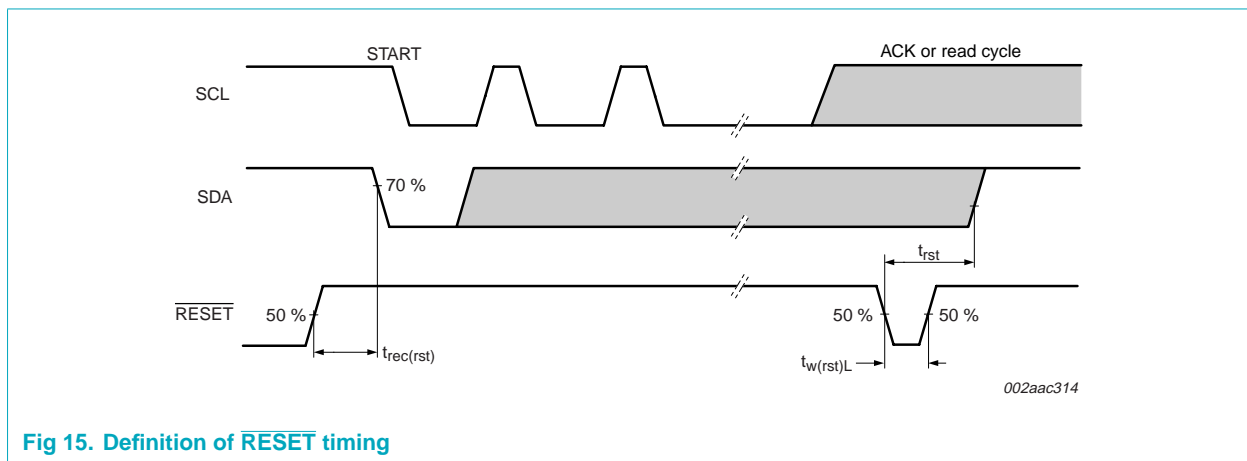 START
ACK or read cycle
SCL
SDA
70 %
t_rst
RESET
50 %
50 %
50 %
t_rec(rst)
t_w(rst)L
002aac314
Fig 15. Definition of RESET timing